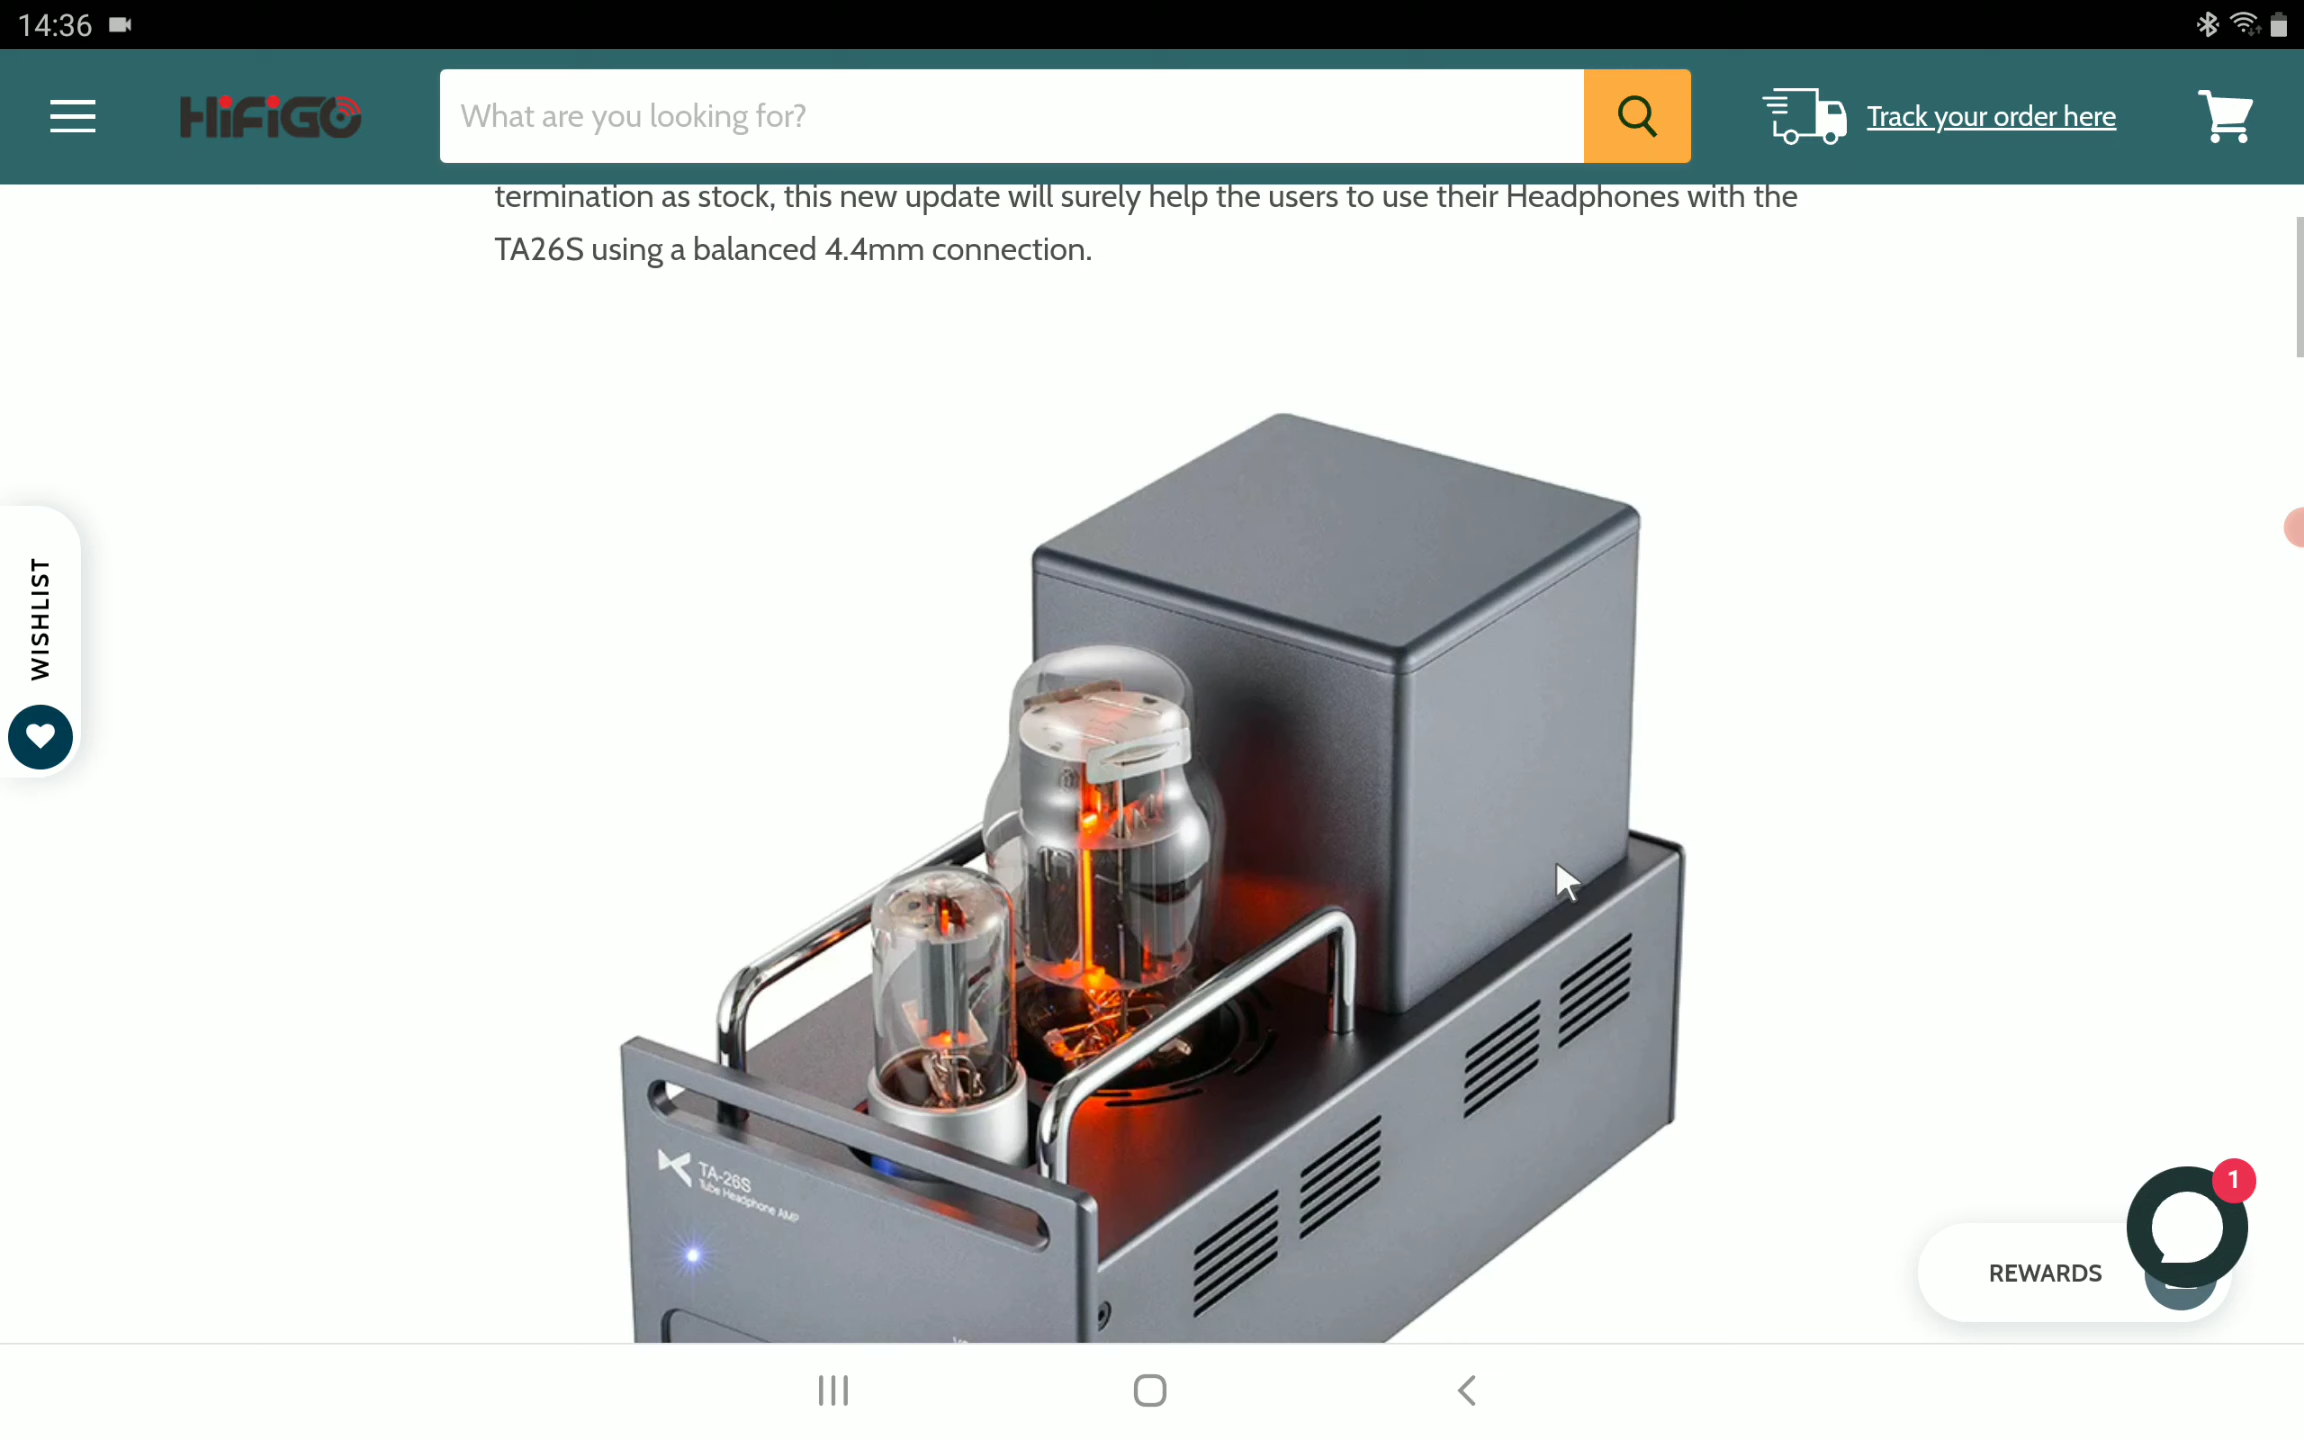 14:36
HiFiGO
What are you looking for?
Track your order here
termination as stock, this new update will surely help the users to use their Headphones with the
TA26S using a balanced 4.4mm connection.
WISHLIST
TA-26S
Tube Headphone AMP
1
REWARDS